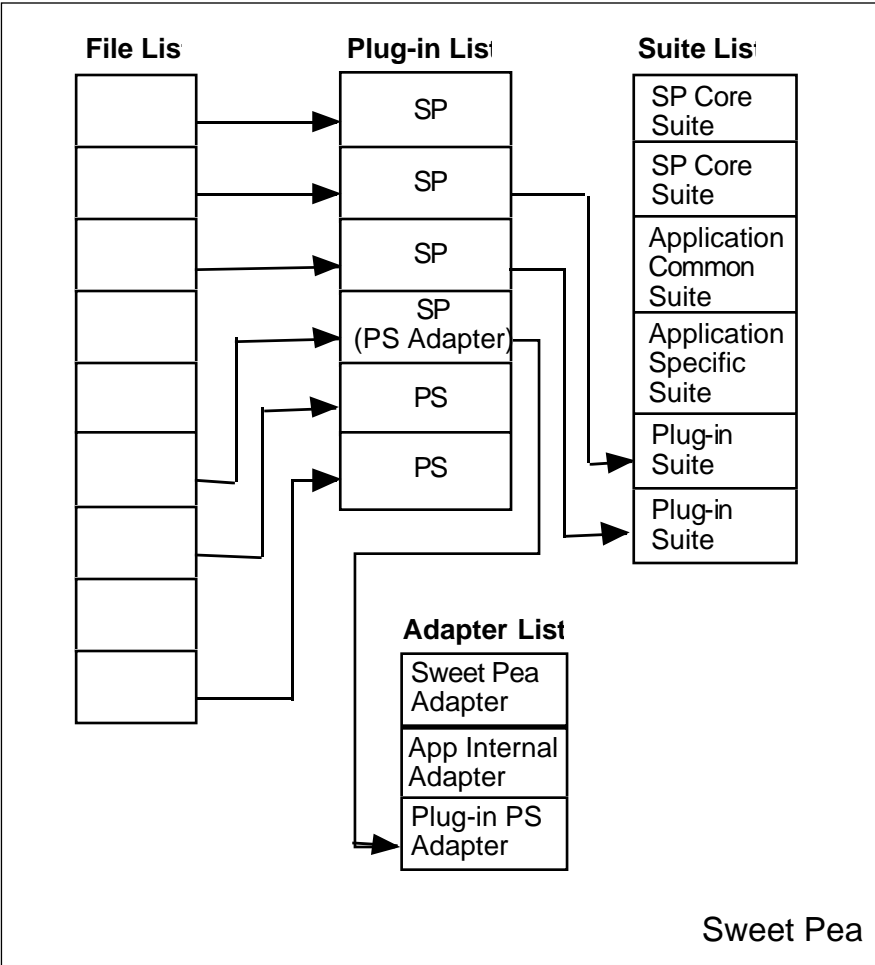 File Lis
Plug-in List
Suite List
SP
SP
SP
SP
(PS Adapter)
PS
PS
SP Core
Suite
SP Core
Suite
Application
Common
Suite
Application
Specific
Suite
Plug-in
Suite
Plug-in
Suite
Adapter List
Sweet Pea
Adapter
App Internal
Adapter
Plug-in PS
Adapter
Sweet Pea